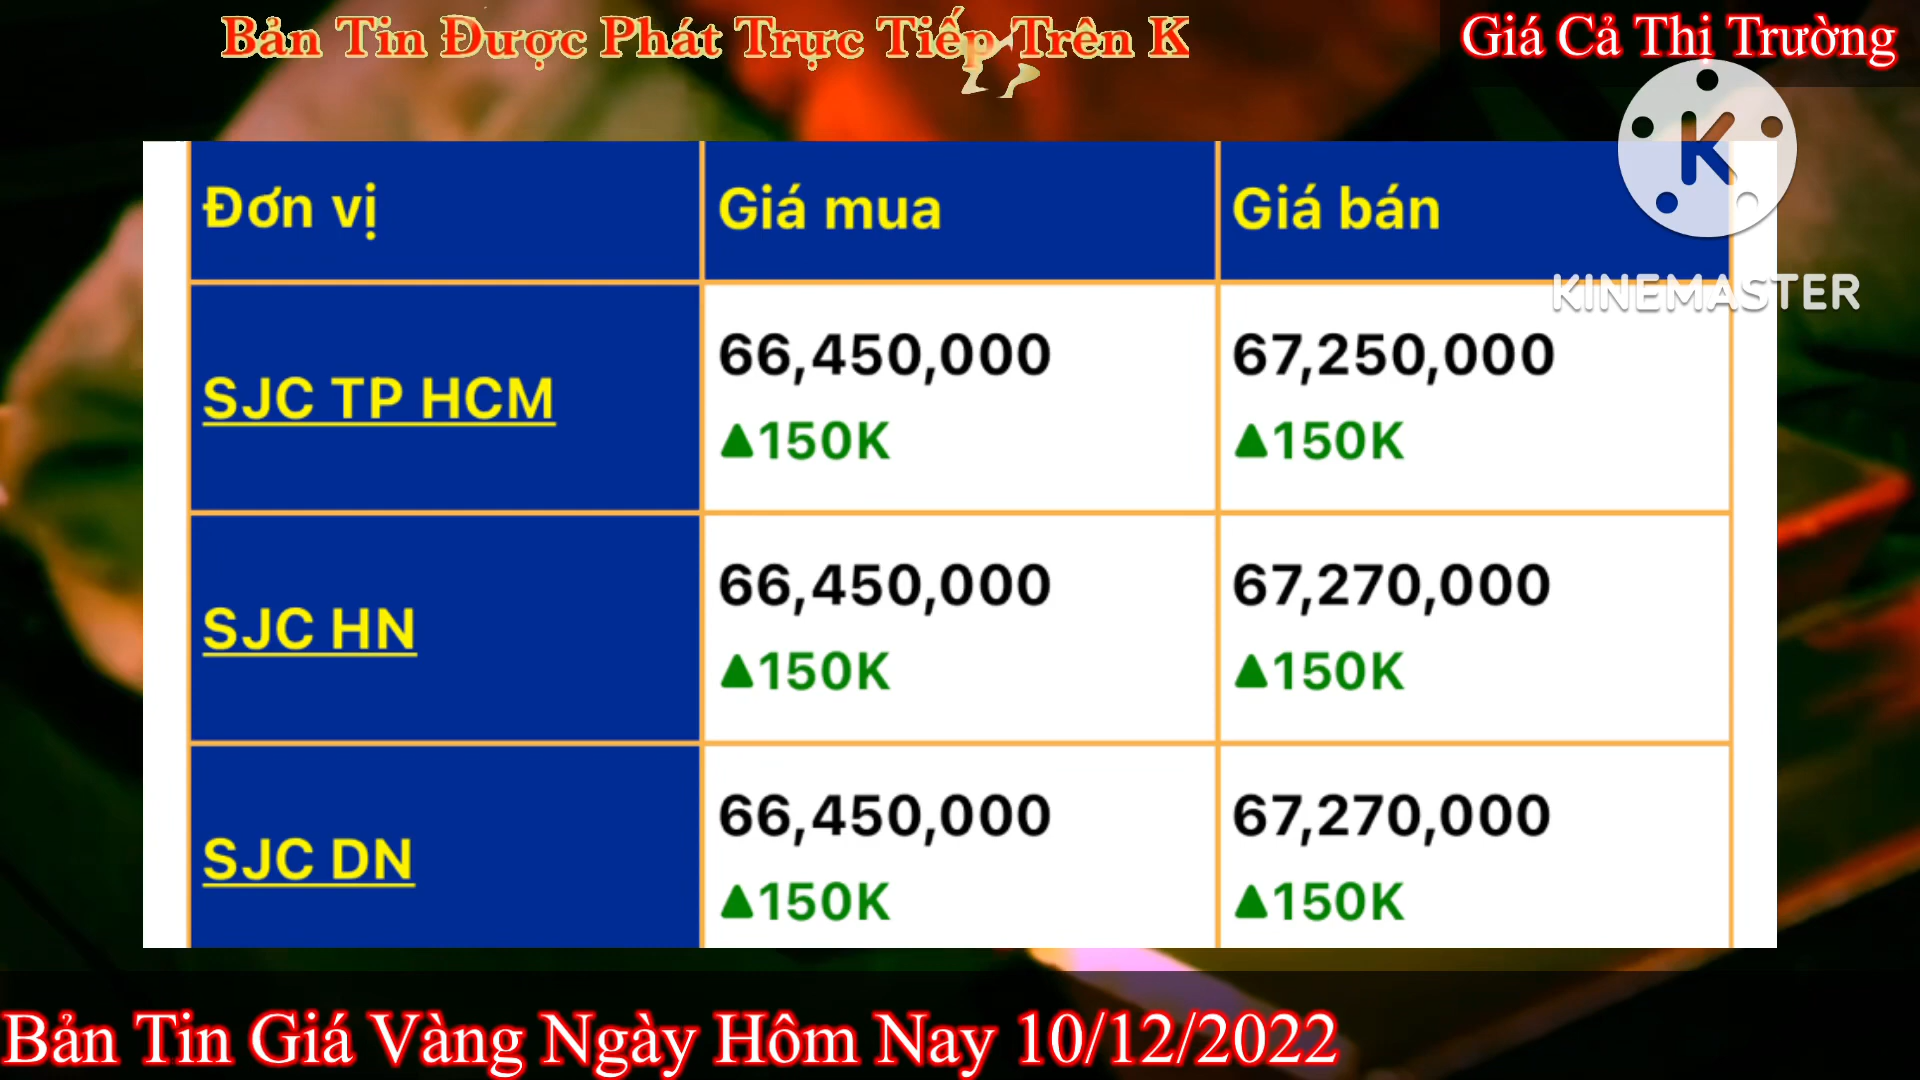 Bản Tin Được Phát Trực Tiếp Trên K
Giá Cả Thị Trường
K
KINEMASTER
Đơn vị Giá mua Giá bán
SJC TP HCM 66,450,000 67,250,000
▲150K ▲150K
SJC HN 66,450,000 67,270,000
▲150K ▲150K
SJC DN 66,450,000 67,270,000
▲150K ▲150K
Bản Tin Giá Vàng Ngày Hôm Nay 10/12/2022